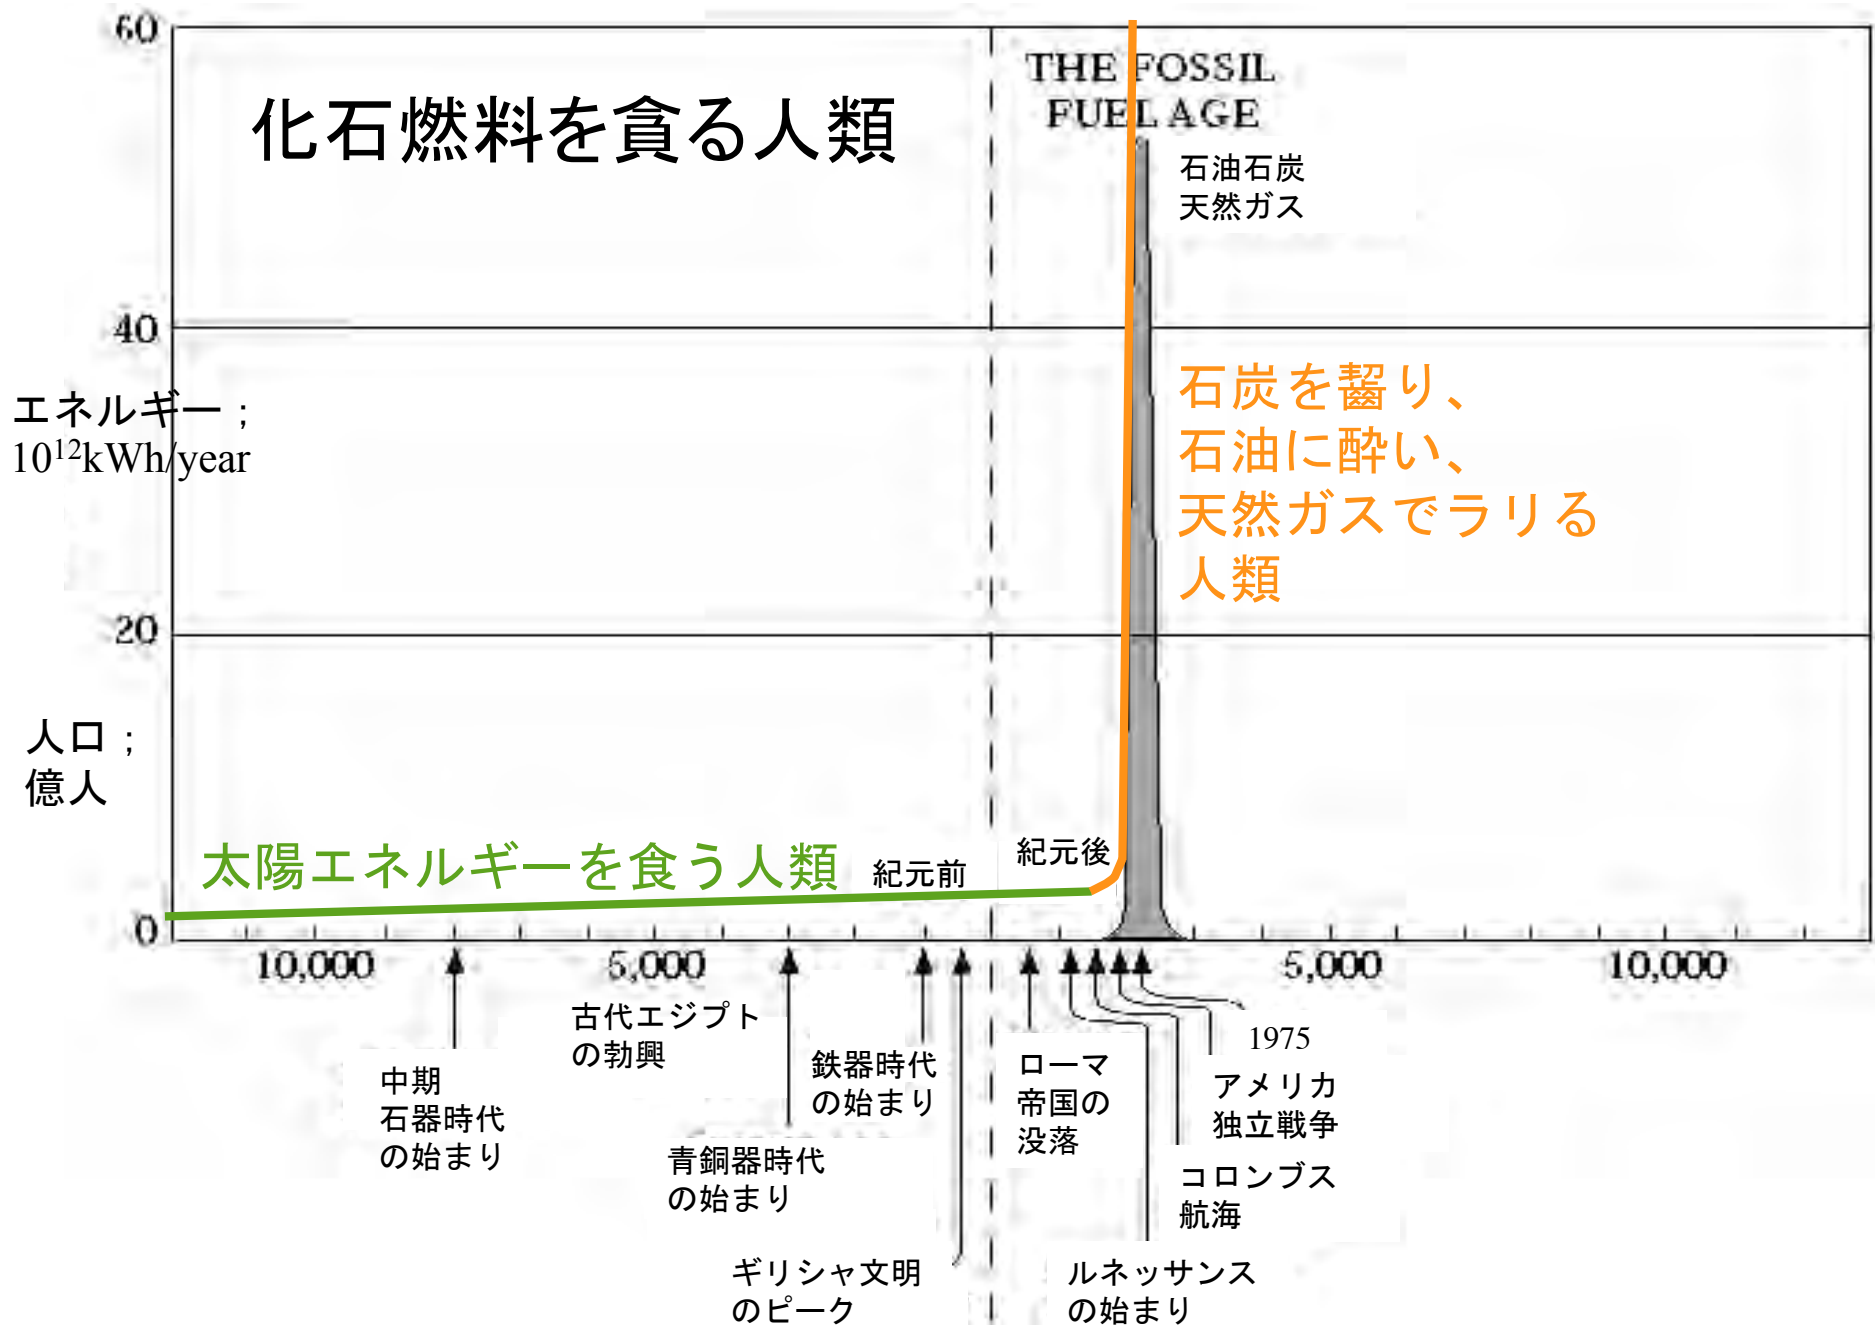 60
THE FOSSIL
FUEL AGE
化石燃料を貪る人類
石油石炭
天然ガス
40
エネルギー；
10¹²kWh/year
石炭を齧り、
石油に酔い、
天然ガスでラリる
人類
20
人口；
億人
太陽エネルギーを食う人類
紀元前
紀元後
0
10,000
5,000
5,000
10,000
中期
石器時代
の始まり
古代エジプト
の勃興
青銅器時代
の始まり
鉄器時代
の始まり
ギリシャ文明
のピーク
ローマ
帝国の
没落
ルネッサンス
の始まり
コロンブス
航海
アメリカ
独立戦争
1975